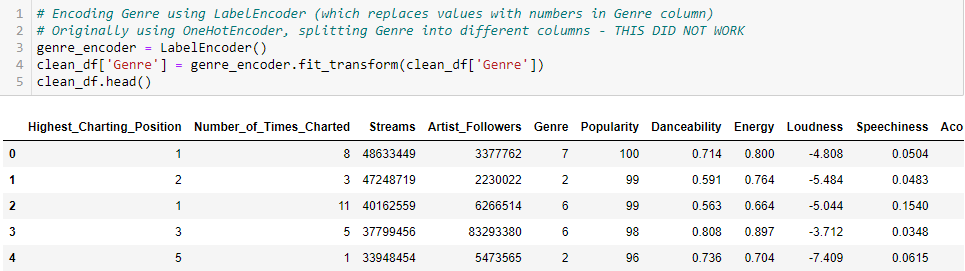 1 # Encoding Genre using LabelEncoder (which replaces values with numbers in Genre column)
2 # Originally using OneHotEncoder, splitting Genre into different columns - THIS DID NOT WORK
3 genre_encoder = LabelEncoder()
4 clean_df['Genre'] = genre_encoder.fit_transform(clean_df['Genre'])
5 clean_df.head()
Highest_Charting_Position Number_of_Times_Charted Streams Artist_Followers Genre Popularity Danceability Energy Loudness Speechiness Aco
0 1 8 48633449 3377762 7 100 0.714 0.800 -4.808 0.0504
1 2 3 47248719 2230022 2 99 0.591 0.764 -5.484 0.0483
2 1 11 40162559 6266514 6 99 0.563 0.664 -5.044 0.1540
3 3 5 37799456 83293380 6 98 0.808 0.897 -3.712 0.0348
4 5 1 33948454 5473565 2 96 0.736 0.704 -7.409 0.0615